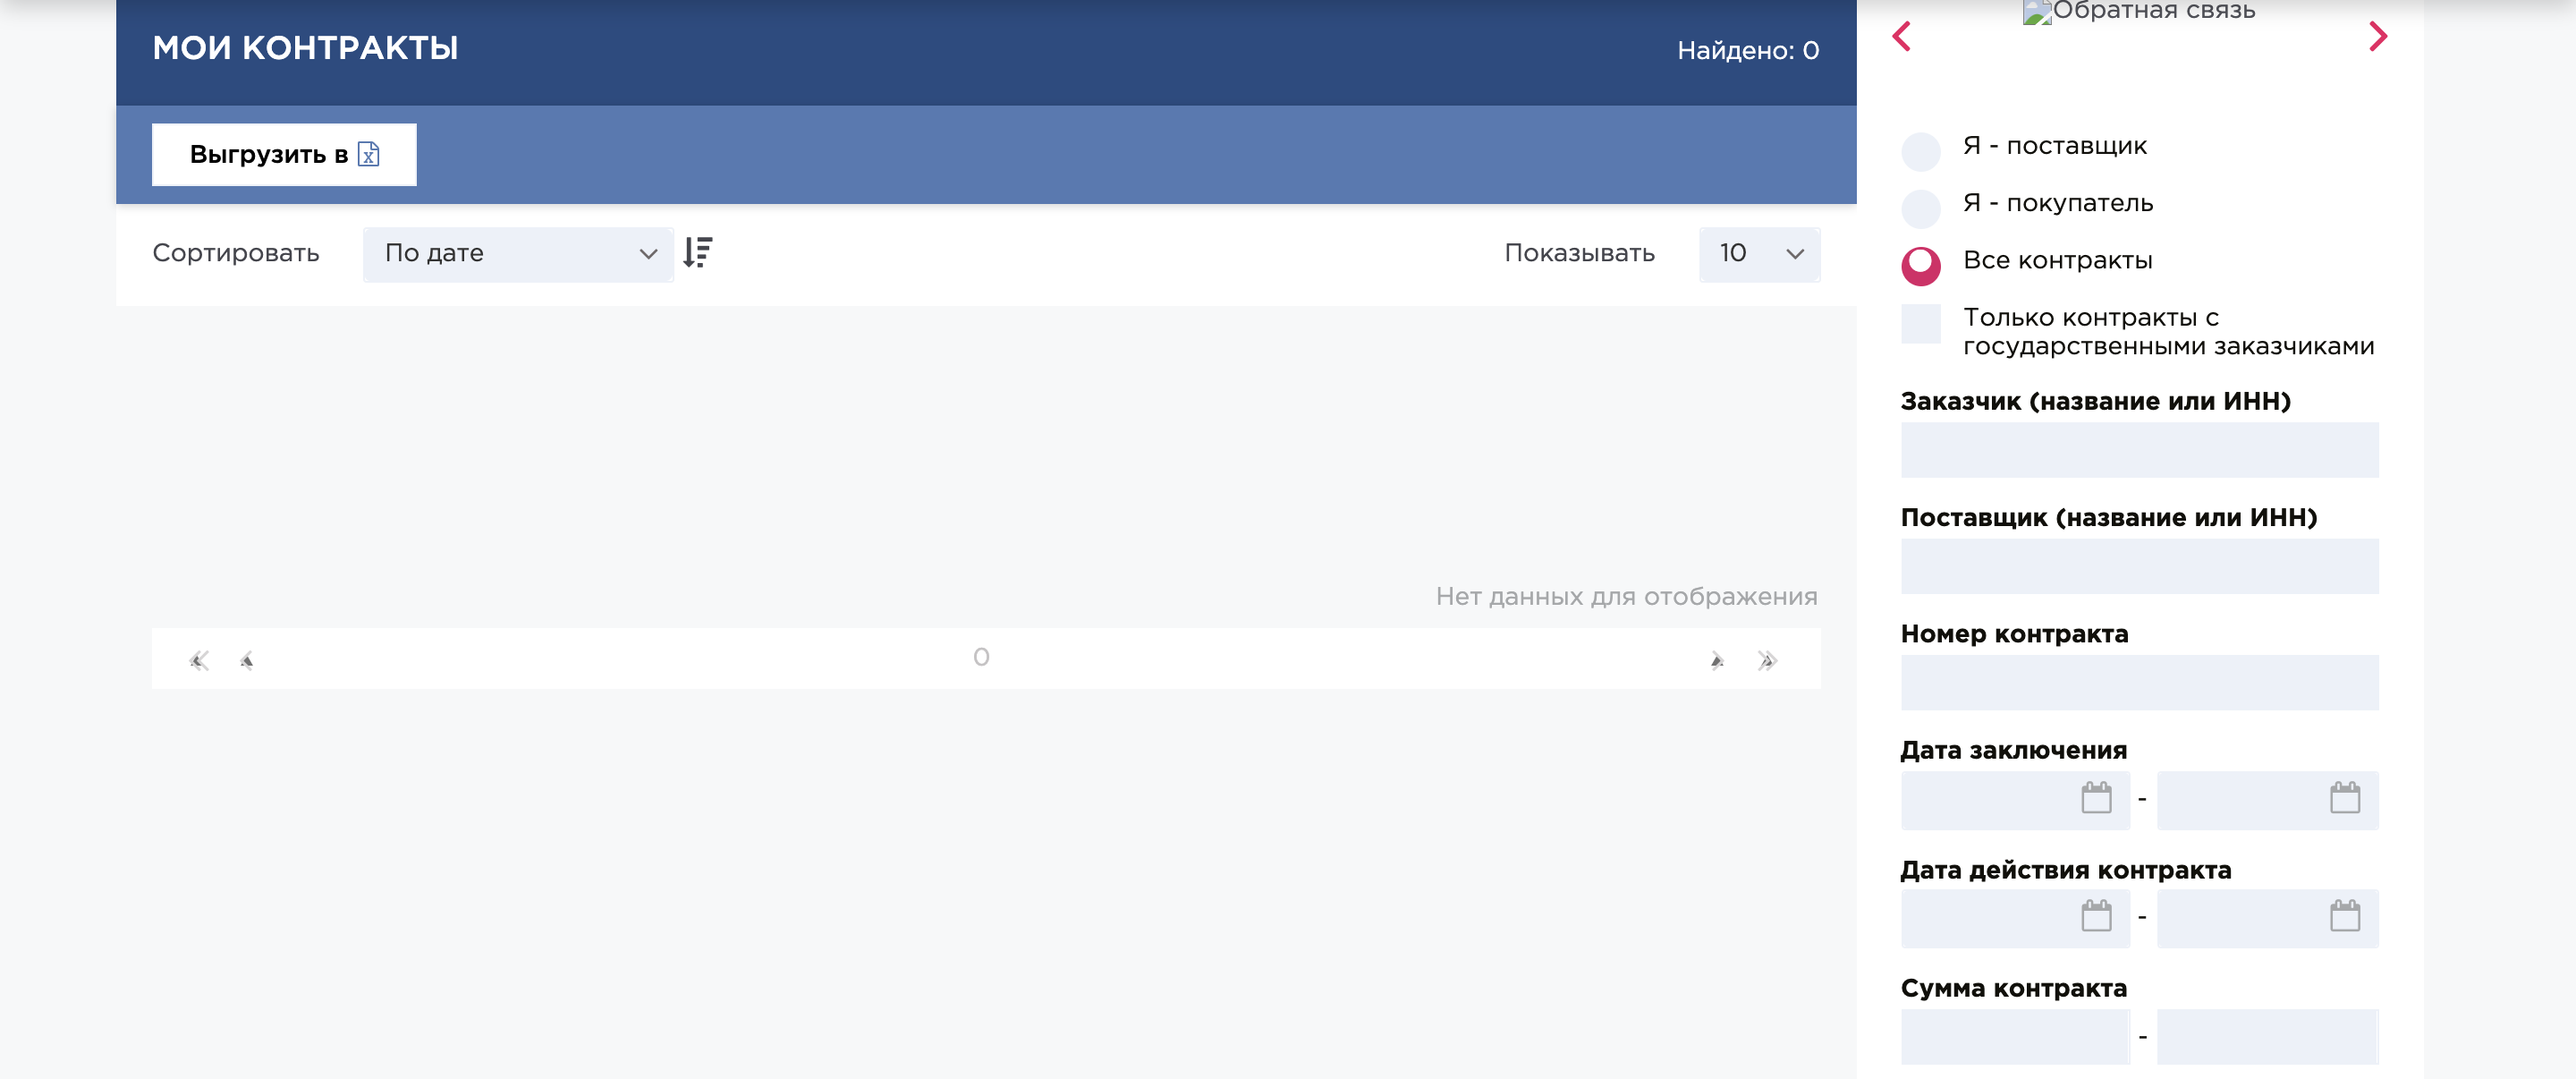 МОИ КОНТРАКТЫ
Найдено: 0
Выгрузить в
Сортировать
По дате
Показывать
10
Нет данных для отображения
0
Обратная связь
Я - поставщик
Я - покупатель
Все контракты
Только контракты с
государственными заказчиками
Заказчик (название или ИНН)
Поставщик (название или ИНН)
Номер контракта
Дата заключения
-
Дата действия контракта
-
Сумма контракта
-